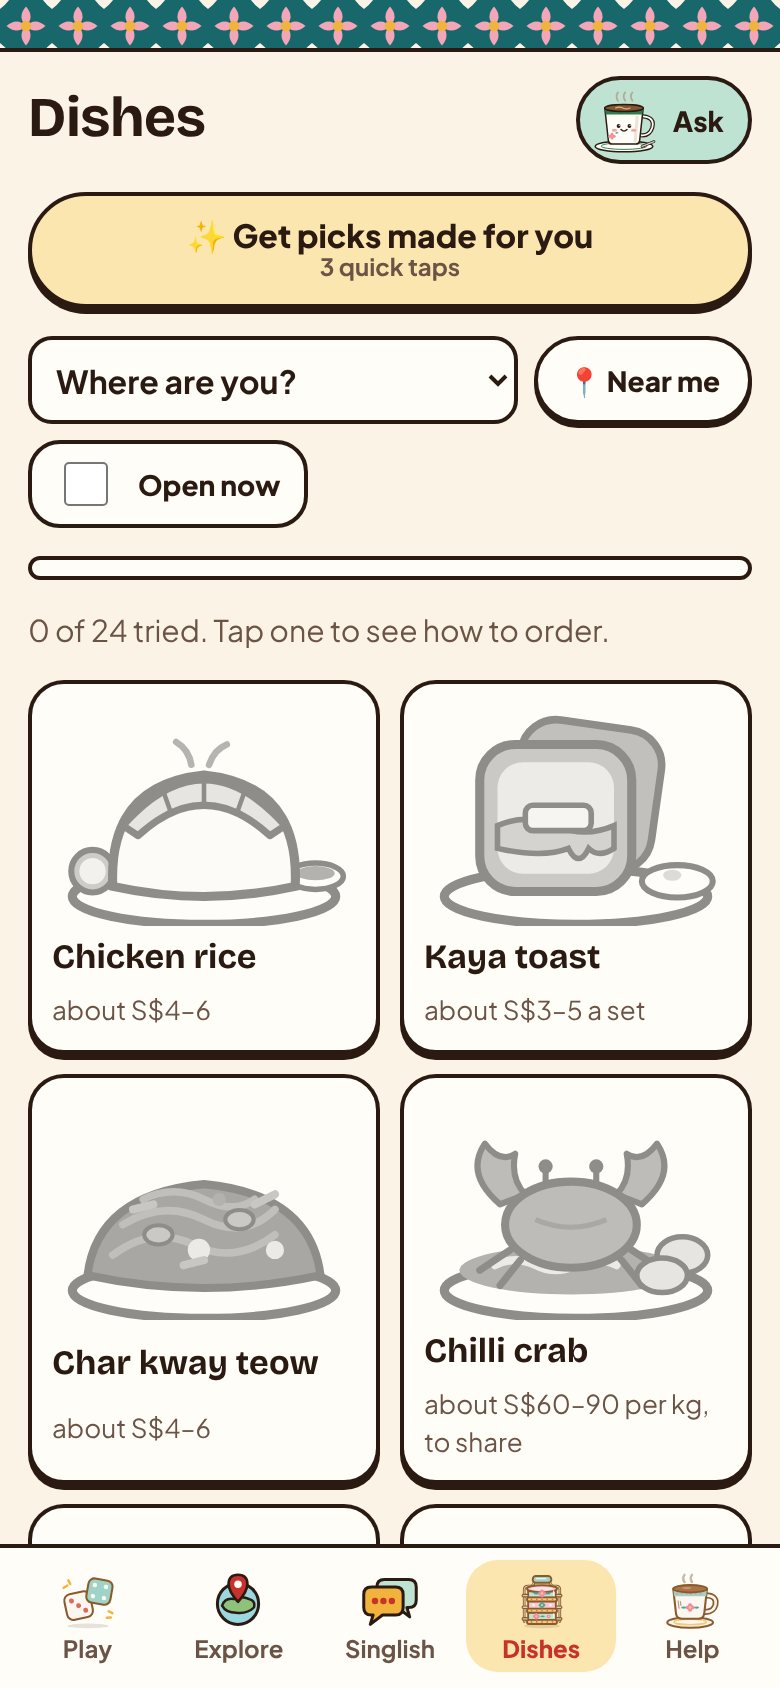 Dishes
Ask
✨ Get picks made for you
3 quick taps
Where are you?
📍 Near me
Open now
0 of 24 tried. Tap one to see how to order.
Chicken rice
about S$4–6
Kaya toast
about S$3–5 a set
Char kway teow
about S$4–6
Chilli crab
about S$60–90 per kg,
to share
Play
Explore
Singlish
Dishes
Help